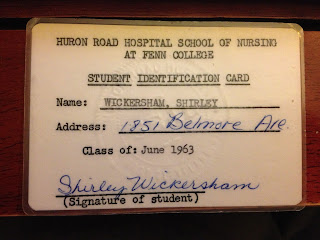 HURON ROAD HOSPITAL SCHOOL OF NURSING
AT FENN COLLEGE
STUDENT IDENTIFICATION CARD
Name: WICKERSHAM, SHIRLEY
Address: 1851 Belmore Ave.
Class of: June 1963
Shirley Wickersham
(Signature of student)